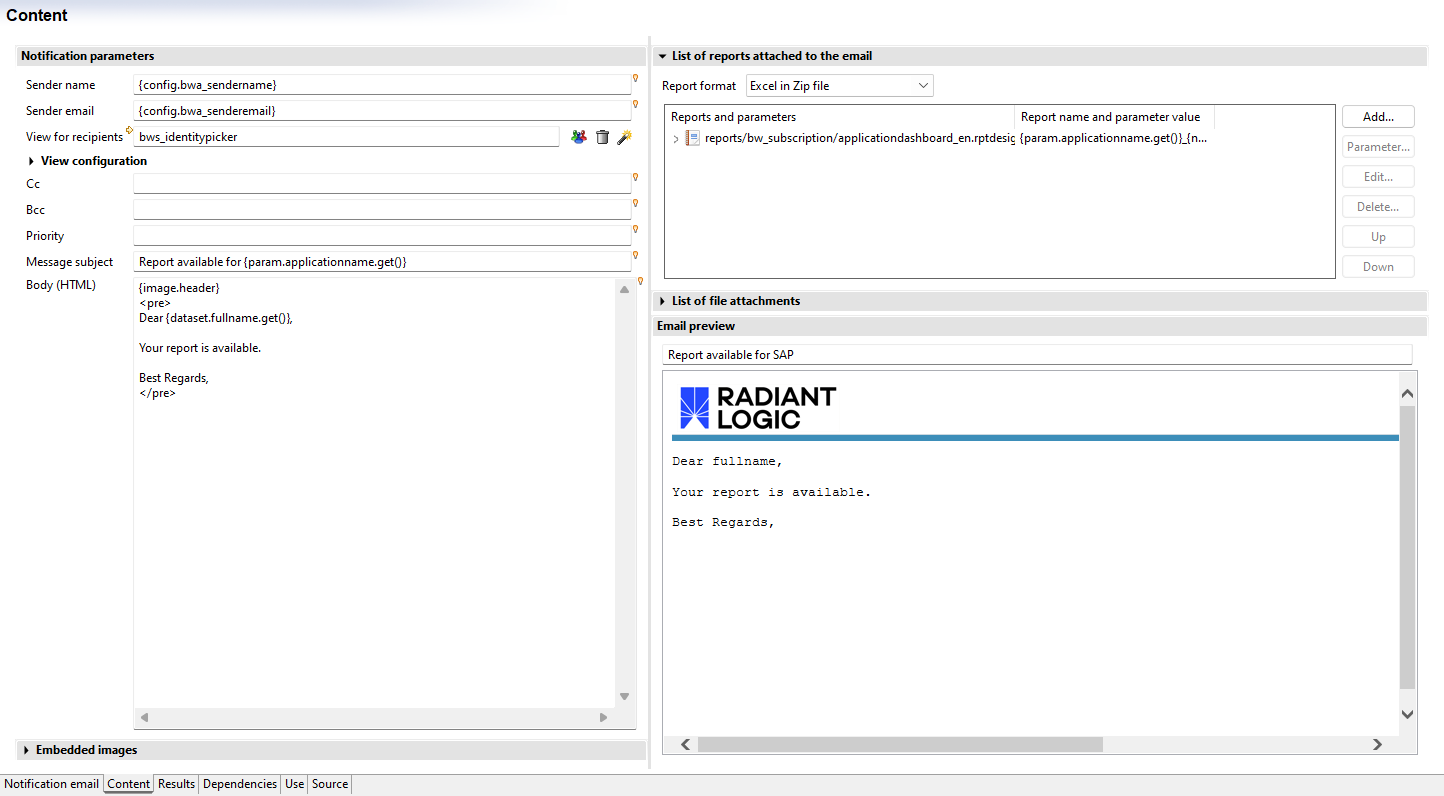 Content
Notification parameters
Sender name {config.bwa_sendername}
Sender email {config.bwa_senderemail}
View for recipients bws_identitypicker
View configuration
Cc
Bcc
Priority
Message subject Report available for {param.applicationname.get()}
Body (HTML) {image.header}
<pre>
Dear {dataset.fullname.get()},
Your report is available.
Best Regards,
</pre>
Embedded images
List of reports attached to the email
Report format Excel in Zip file
Reports and parameters Report name and parameter value
reports/bw_subscription/applicationdashboard_en.rptdesig {param.applicationname.get()}_{n...
Add...
Parameter...
Edit...
Delete...
Up
Down
List of file attachments
Email preview
Report available for SAP
RADIANT
LOGIC
Dear fullname,
Your report is available.
Best Regards,
Notification email Content Results Dependencies Use Source